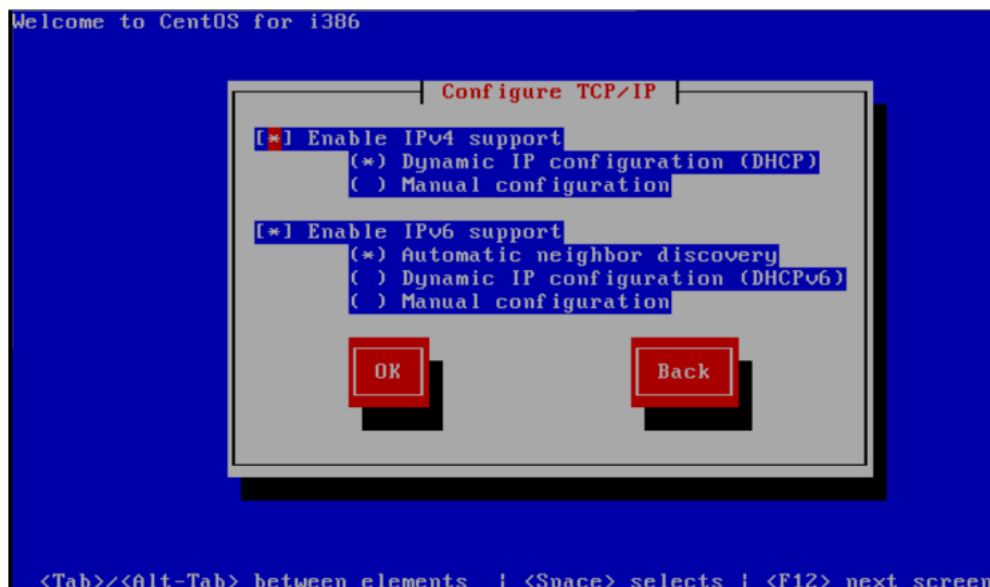 Welcome to CentOS for i386
Configure TCP/IP
[*] Enable IPv4 support
(*) Dynamic IP configuration (DHCP)
( ) Manual configuration
[*] Enable IPv6 support
(*) Automatic neighbor discovery
( ) Dynamic IP configuration (DHCPv6)
( ) Manual configuration
OK Back
<Tab>/<Alt-Tab> between elements | <Space> selects | <F12> next screen